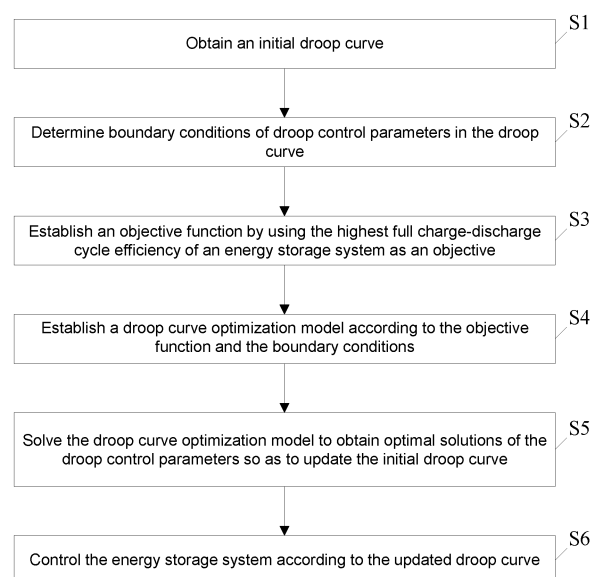 S1
Obtain an initial droop curve
S2
Determine boundary conditions of droop control parameters in the droop
curve
S3
Establish an objective function by using the highest full charge-discharge
cycle efficiency of an energy storage system as an objective
S4
Establish a droop curve optimization model according to the objective
function and the boundary conditions
S5
Solve the droop curve optimization model to obtain optimal solutions of the
droop control parameters so as to update the initial droop curve
S6
Control the energy storage system according to the updated droop curve